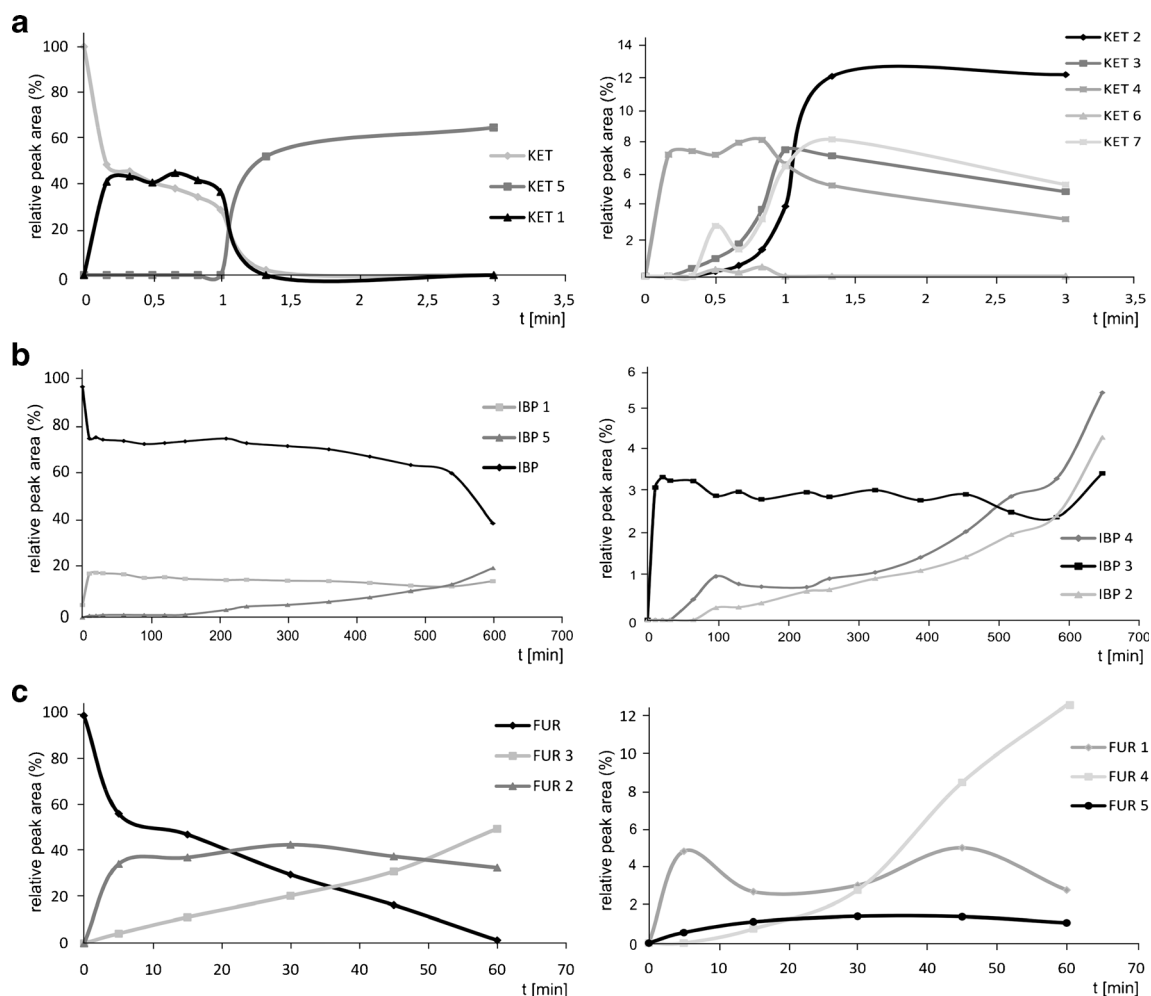 a
relative peak area (%)
100
80
60
40
20
0
0
0,5
1
1,5
2
2,5
3
3,5
t [min]
KET
KET 5
KET 1
relative peak area (%)
14
12
10
8
6
4
2
0
0,5
1
1,5
2
2,5
3
3,5
t [min]
KET 2
KET 3
KET 4
KET 6
KET 7
b
relative peak area (%)
100
80
60
40
20
0
0
100
200
300
400
500
600
700
t [min]
IBP 1
IBP 5
IBP
relative peak area (%)
6
5
4
3
2
1
0
0
100
200
300
400
500
600
700
t [min]
IBP 4
IBP 3
IBP 2
c
relative peak area (%)
100
80
60
40
20
0
0
10
20
30
40
50
60
70
t [min]
FUR
FUR 3
FUR 2
relative peak area (%)
12
10
8
6
4
2
0
0
10
20
30
40
50
60
70
t [min]
FUR 1
FUR 4
FUR 5